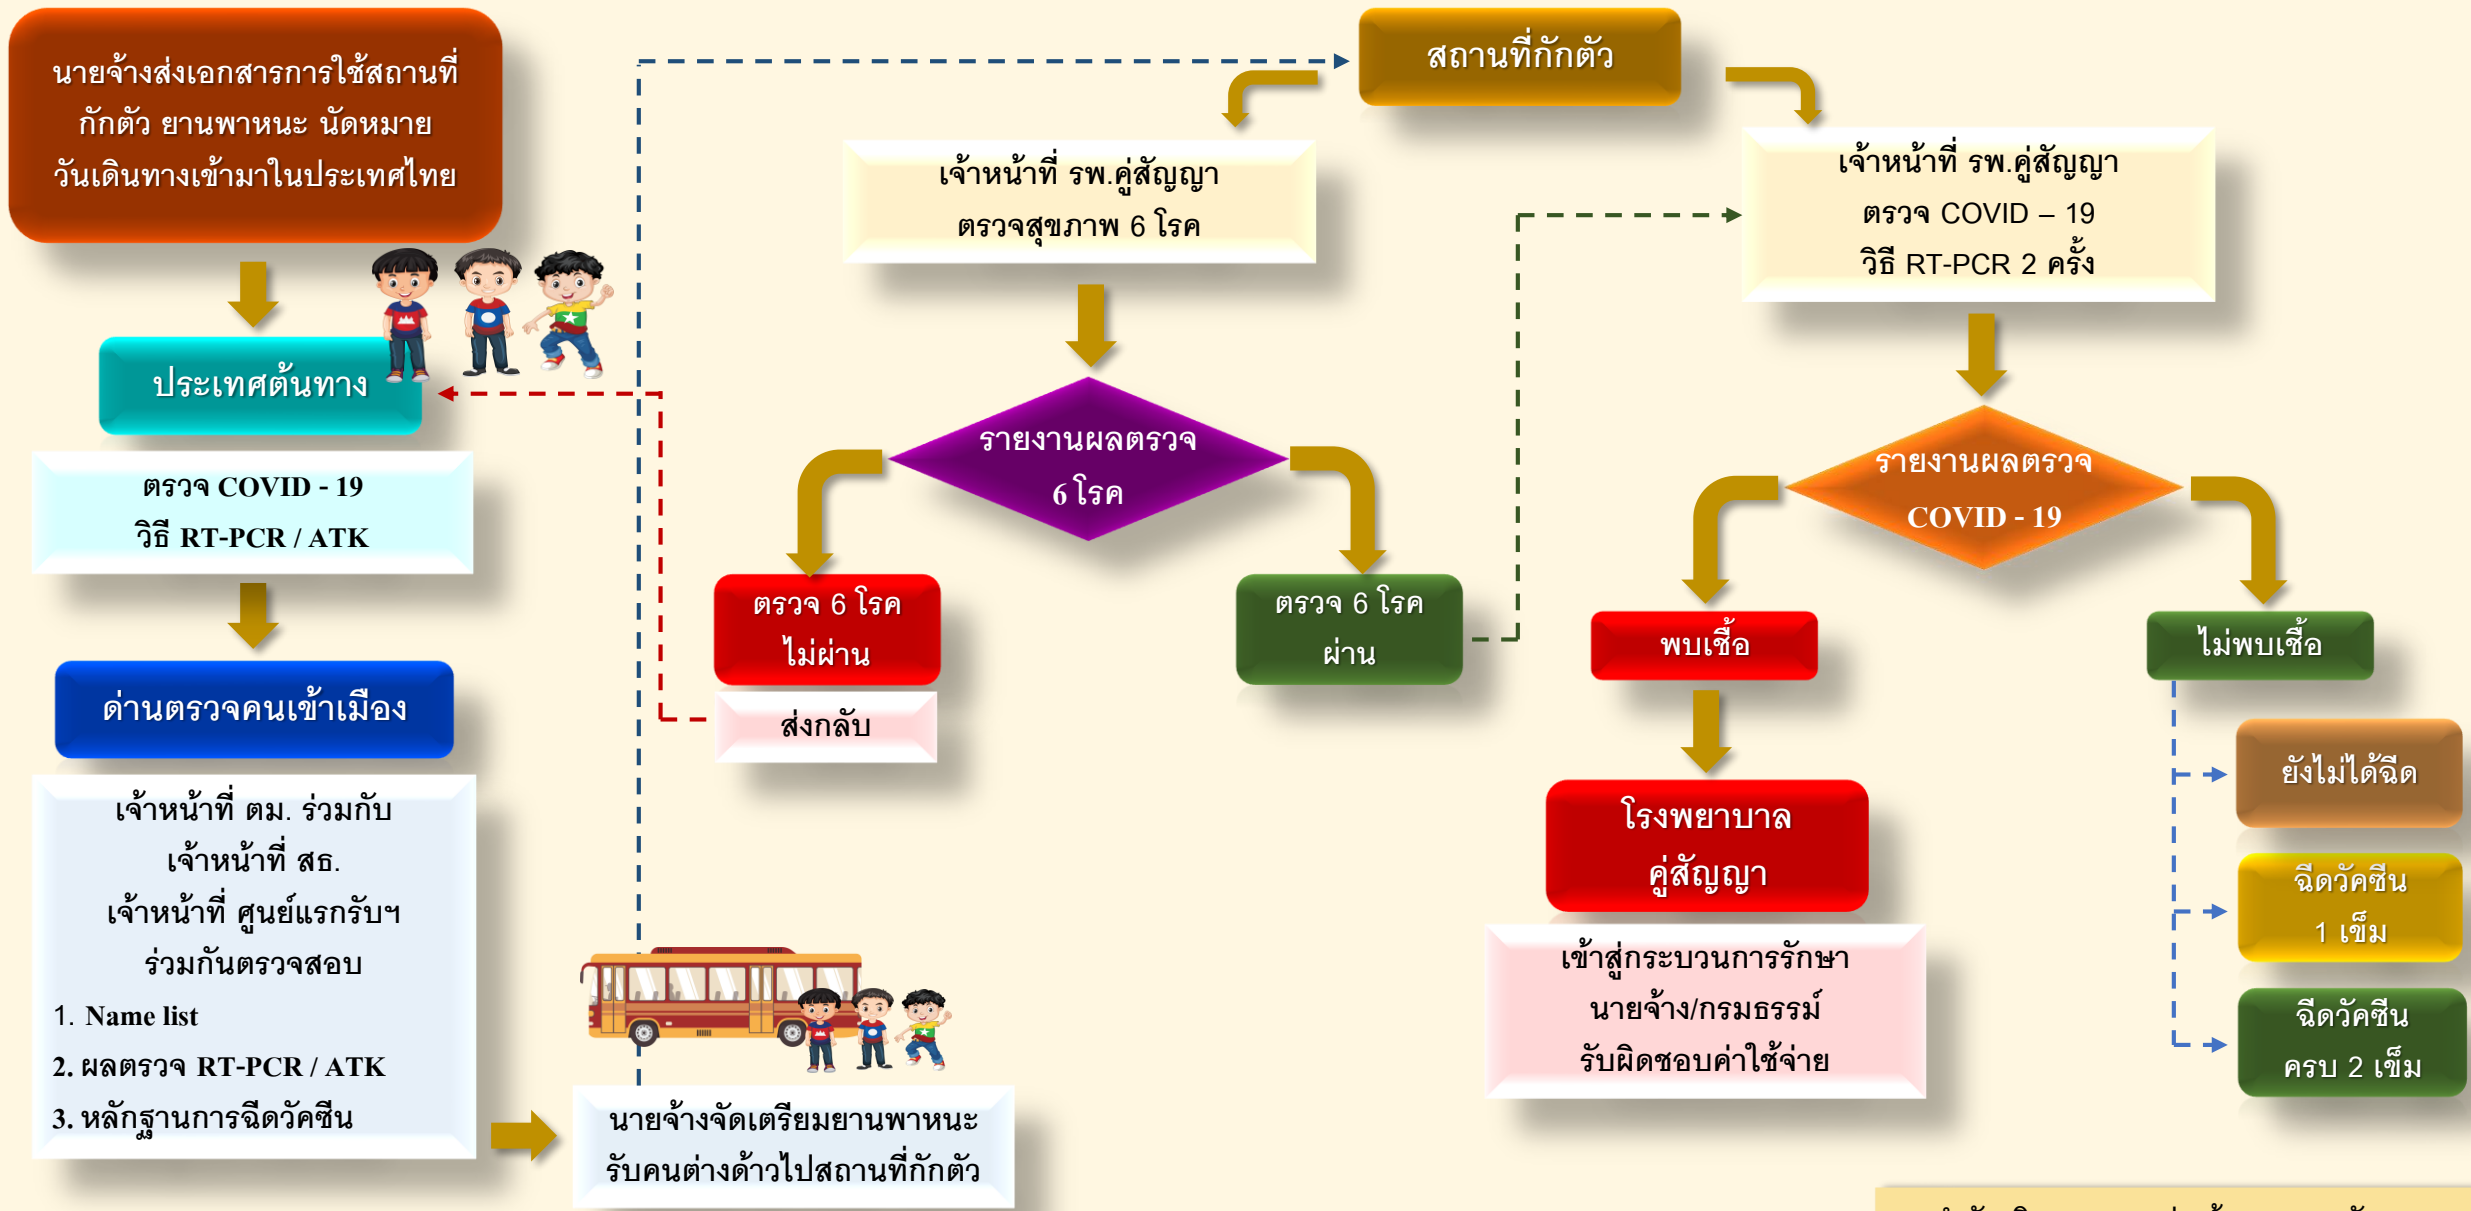 นายจ้างส่งเอกสารการใช้สถานที่
กักตัว ยานพาหนะ นัดหมาย
วันเดินทางเข้ามาในประเทศไทย
ประเทศต้นทาง
ตรวจ COVID - 19
วิธี RT-PCR / ATK
ด่านตรวจคนเข้าเมือง
เจ้าหน้าที่ ตม. ร่วมกับ
เจ้าหน้าที่ สธ.
เจ้าหน้าที่ ศูนย์แรกรับฯ
ร่วมกันตรวจสอบ
1. Name list
2. ผลตรวจ RT-PCR / ATK
3. หลักฐานการฉีดวัคซีน
นายจ้างจัดเตรียมยานพาหนะ
รับคนต่างด้าวไปสถานที่กักตัว
สถานที่กักตัว
เจ้าหน้าที่ รพ.คู่สัญญา
ตรวจสุขภาพ 6 โรค
รายงานผลตรวจ
6 โรค
ตรวจ 6 โรค
ไม่ผ่าน
ส่งกลับ
ตรวจ 6 โรค
ผ่าน
เจ้าหน้าที่ รพ.คู่สัญญา
ตรวจ COVID – 19
วิธี RT-PCR 2 ครั้ง
รายงานผลตรวจ
COVID - 19
พบเชื้อ
โรงพยาบาล
คู่สัญญา
เข้าสู่กระบวนการรักษา
นายจ้าง/กรมธรรม์
รับผิดชอบค่าใช้จ่าย
ไม่พบเชื้อ
ยังไม่ได้ฉีด
ฉีดวัคซีน
1 เข็ม
ฉีดวัคซีน
ครบ 2 เข็ม